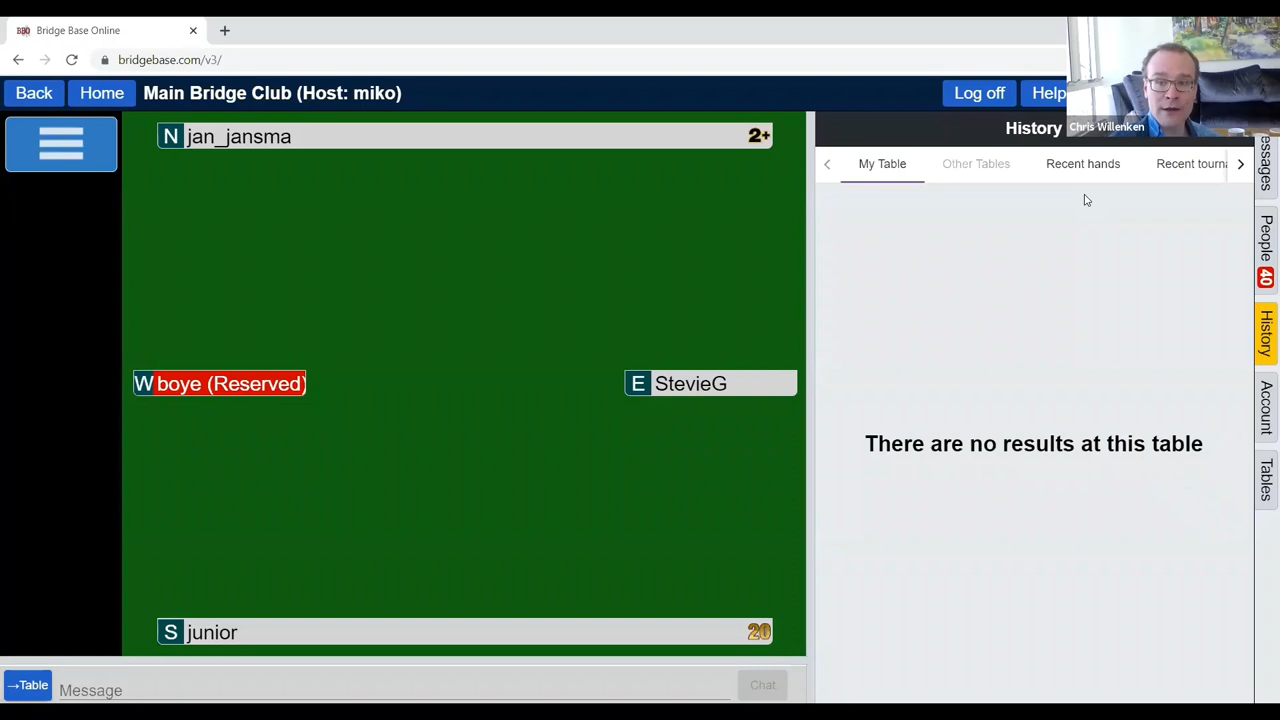 Bridge Base Online
bridgebase.com/v3/
Back
Home
Main Bridge Club (Host: miko)
Log off
Help
Chris Willenken
N jan_jansma 2+
W boye (Reserved)
E StevieG
S junior 20
→Table
Message
Chat
History
My Table
Other Tables
Recent hands
Recent tourna
There are no results at this table
essages
People 40
History
Account
Tables